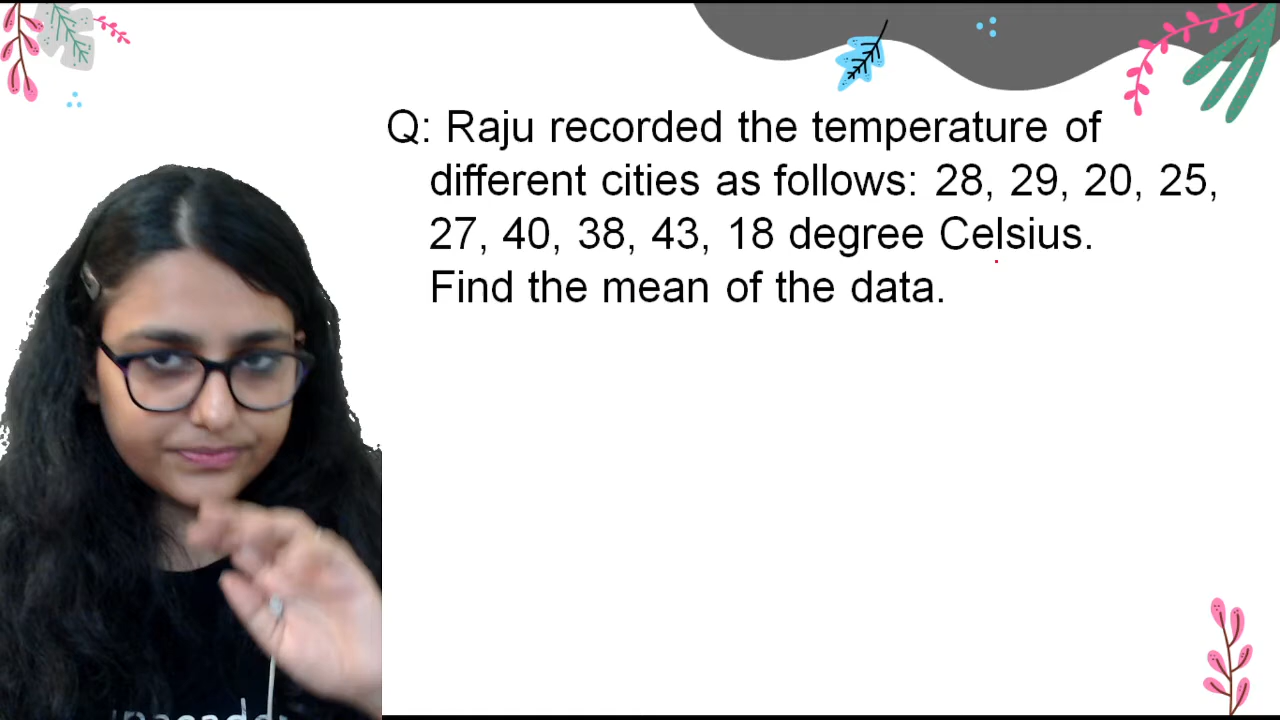 Q: Raju recorded the temperature of
different cities as follows: 28, 29, 20, 25,
27, 40, 38, 43, 18 degree Celsius.
Find the mean of the data.